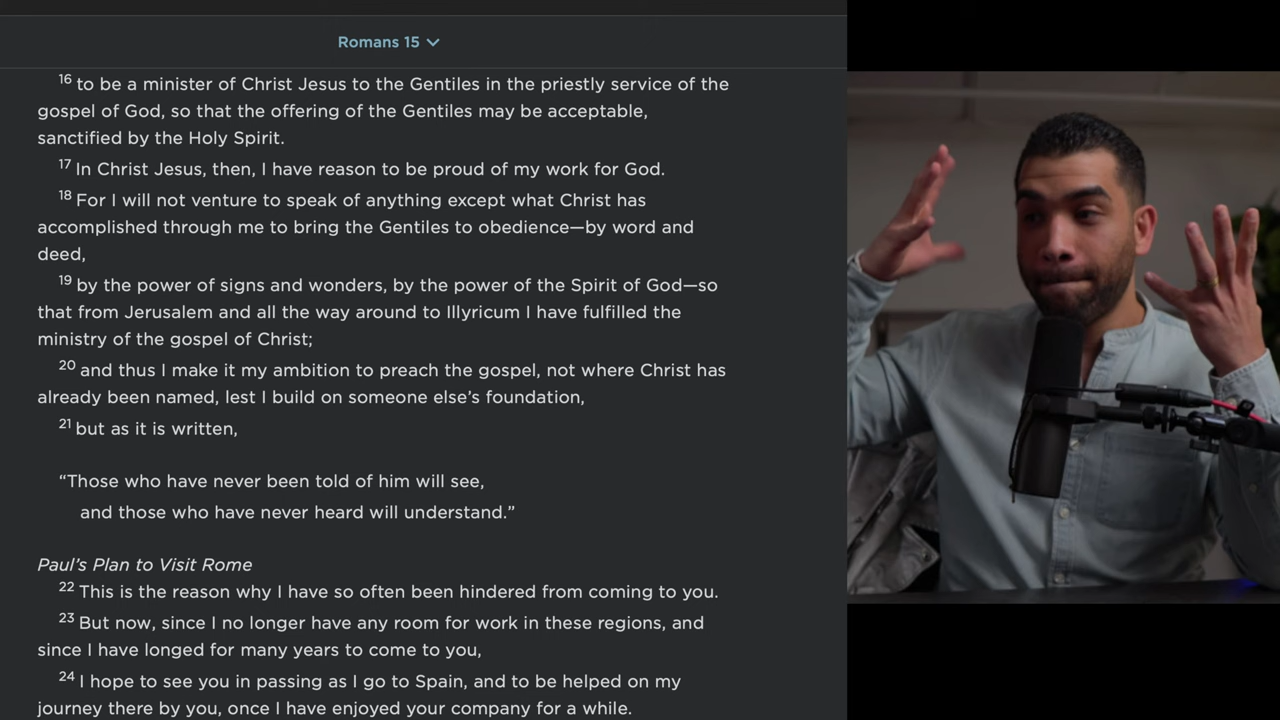 Romans 15
16 to be a minister of Christ Jesus to the Gentiles in the priestly service of the
gospel of God, so that the offering of the Gentiles may be acceptable,
sanctified by the Holy Spirit.
17 In Christ Jesus, then, I have reason to be proud of my work for God.
18 For I will not venture to speak of anything except what Christ has
accomplished through me to bring the Gentiles to obedience—by word and
deed,
19 by the power of signs and wonders, by the power of the Spirit of God—so
that from Jerusalem and all the way around to Illyricum I have fulfilled the
ministry of the gospel of Christ;
20 and thus I make it my ambition to preach the gospel, not where Christ has
already been named, lest I build on someone else’s foundation,
21 but as it is written,
“Those who have never been told of him will see,
and those who have never heard will understand.”
Paul’s Plan to Visit Rome
22 This is the reason why I have so often been hindered from coming to you.
23 But now, since I no longer have any room for work in these regions, and
since I have longed for many years to come to you,
24 I hope to see you in passing as I go to Spain, and to be helped on my
journey there by you, once I have enjoyed your company for a while.